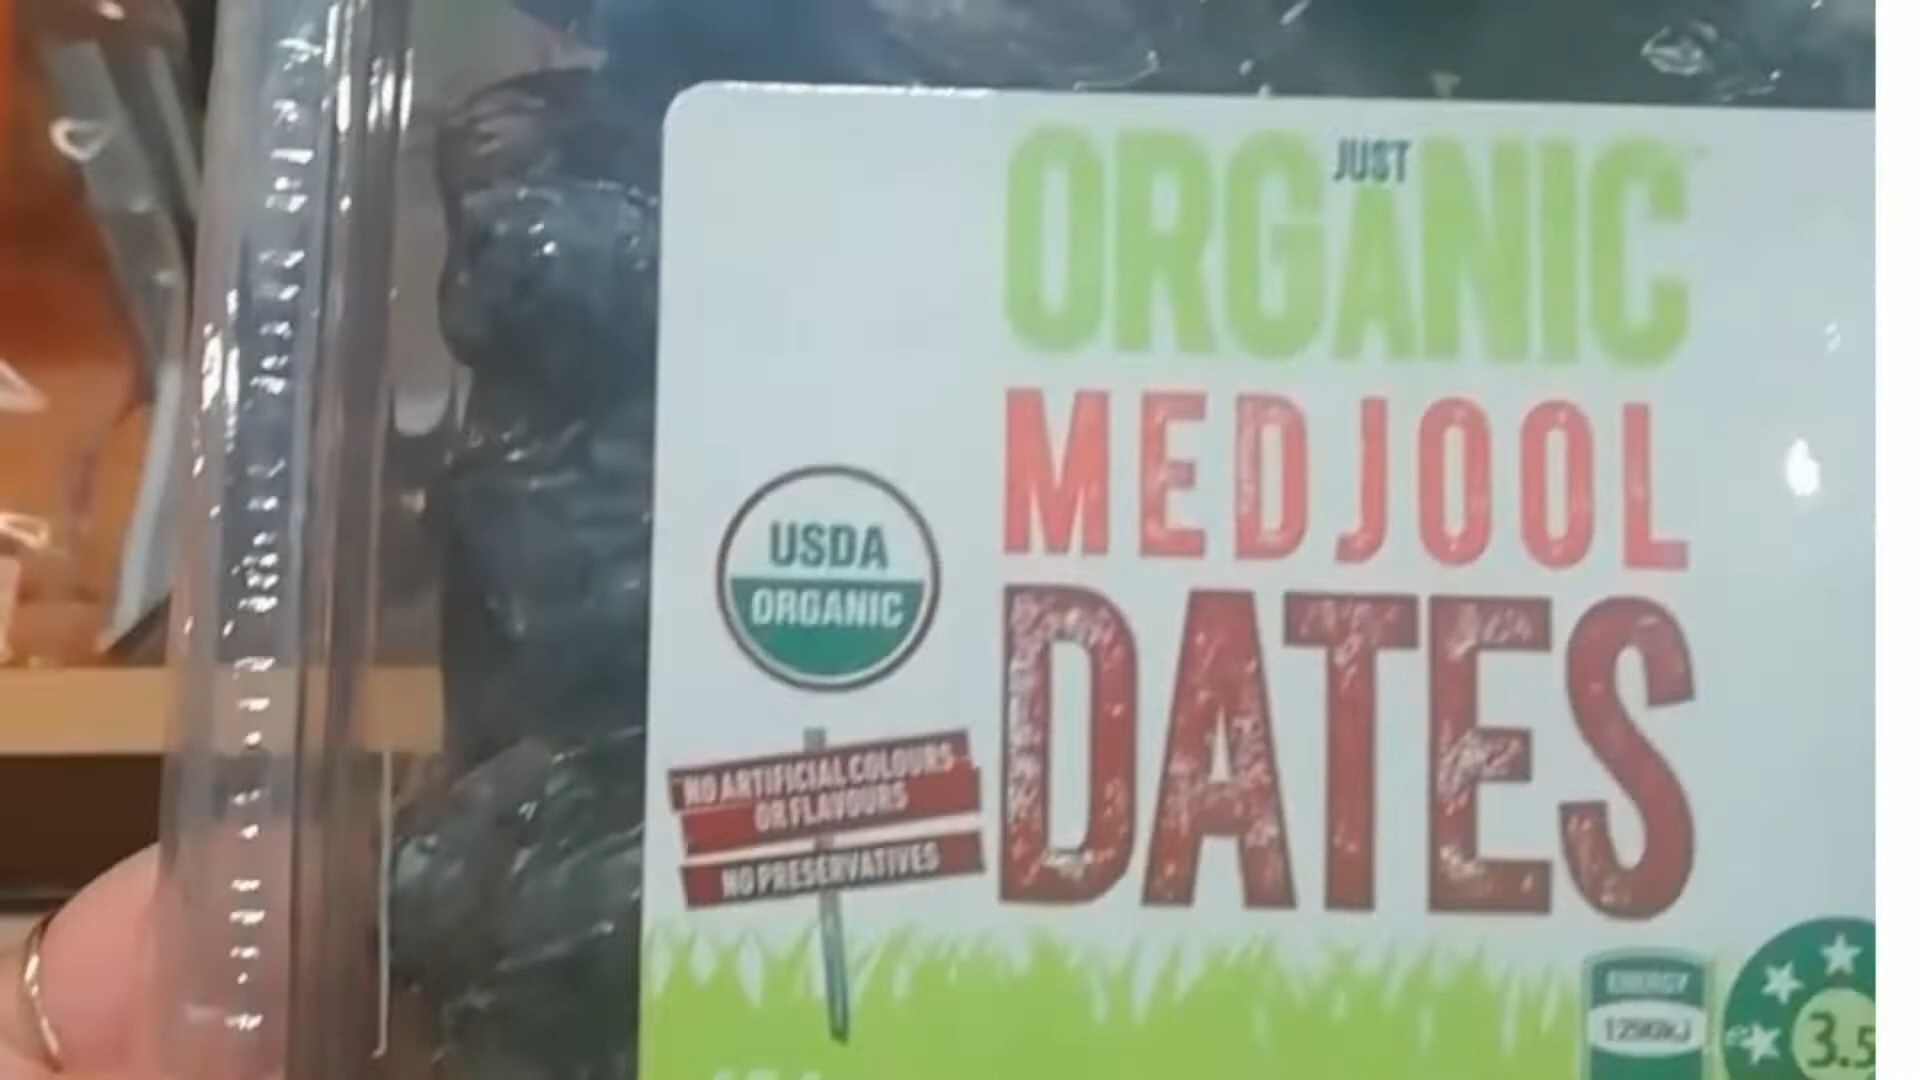 JUST
ORGANIC
MEDJOOL
DATES
USDA
ORGANIC
NO ARTIFICIAL COLOURS
OR FLAVOURS
NO PRESERVATIVES
ENERGY
3.5